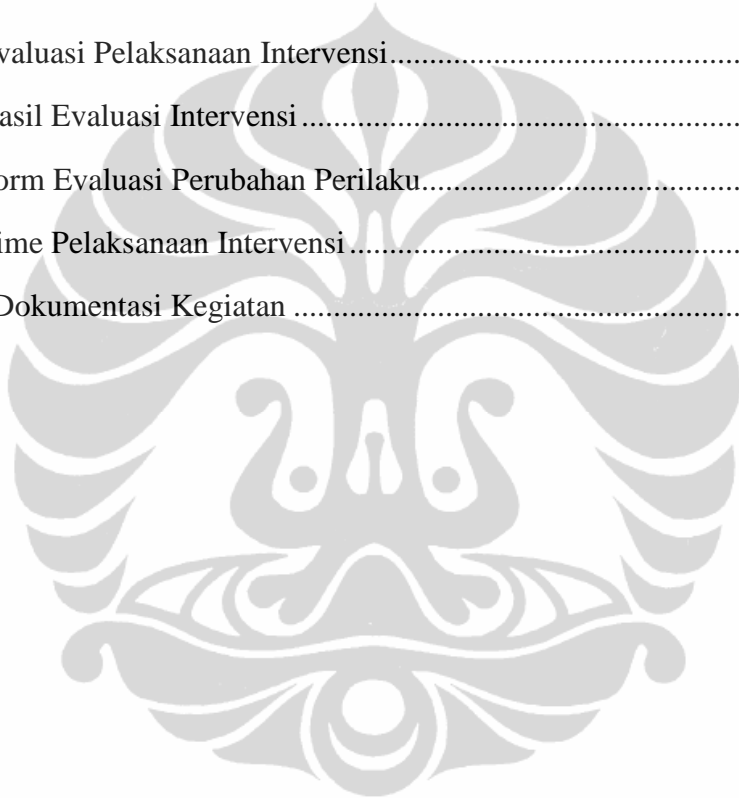 valuasi Pelaksanaan Intervensi...........................................
asil Evaluasi Intervensi......................................................
orm Evaluasi Perubahan Perilaku.......................................
ime Pelaksanaan Intervensi................................................
Dokumentasi Kegiatan ......................................................